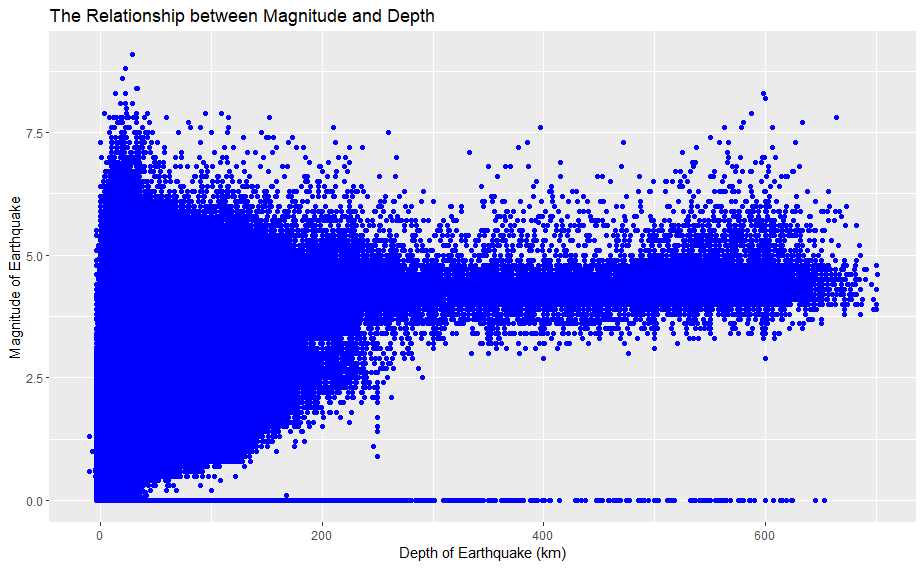 The Relationship between Magnitude and Depth
Magnitude of Earthquake
7.5
5.0
2.5
0.0
0 200 400 600
Depth of Earthquake (km)